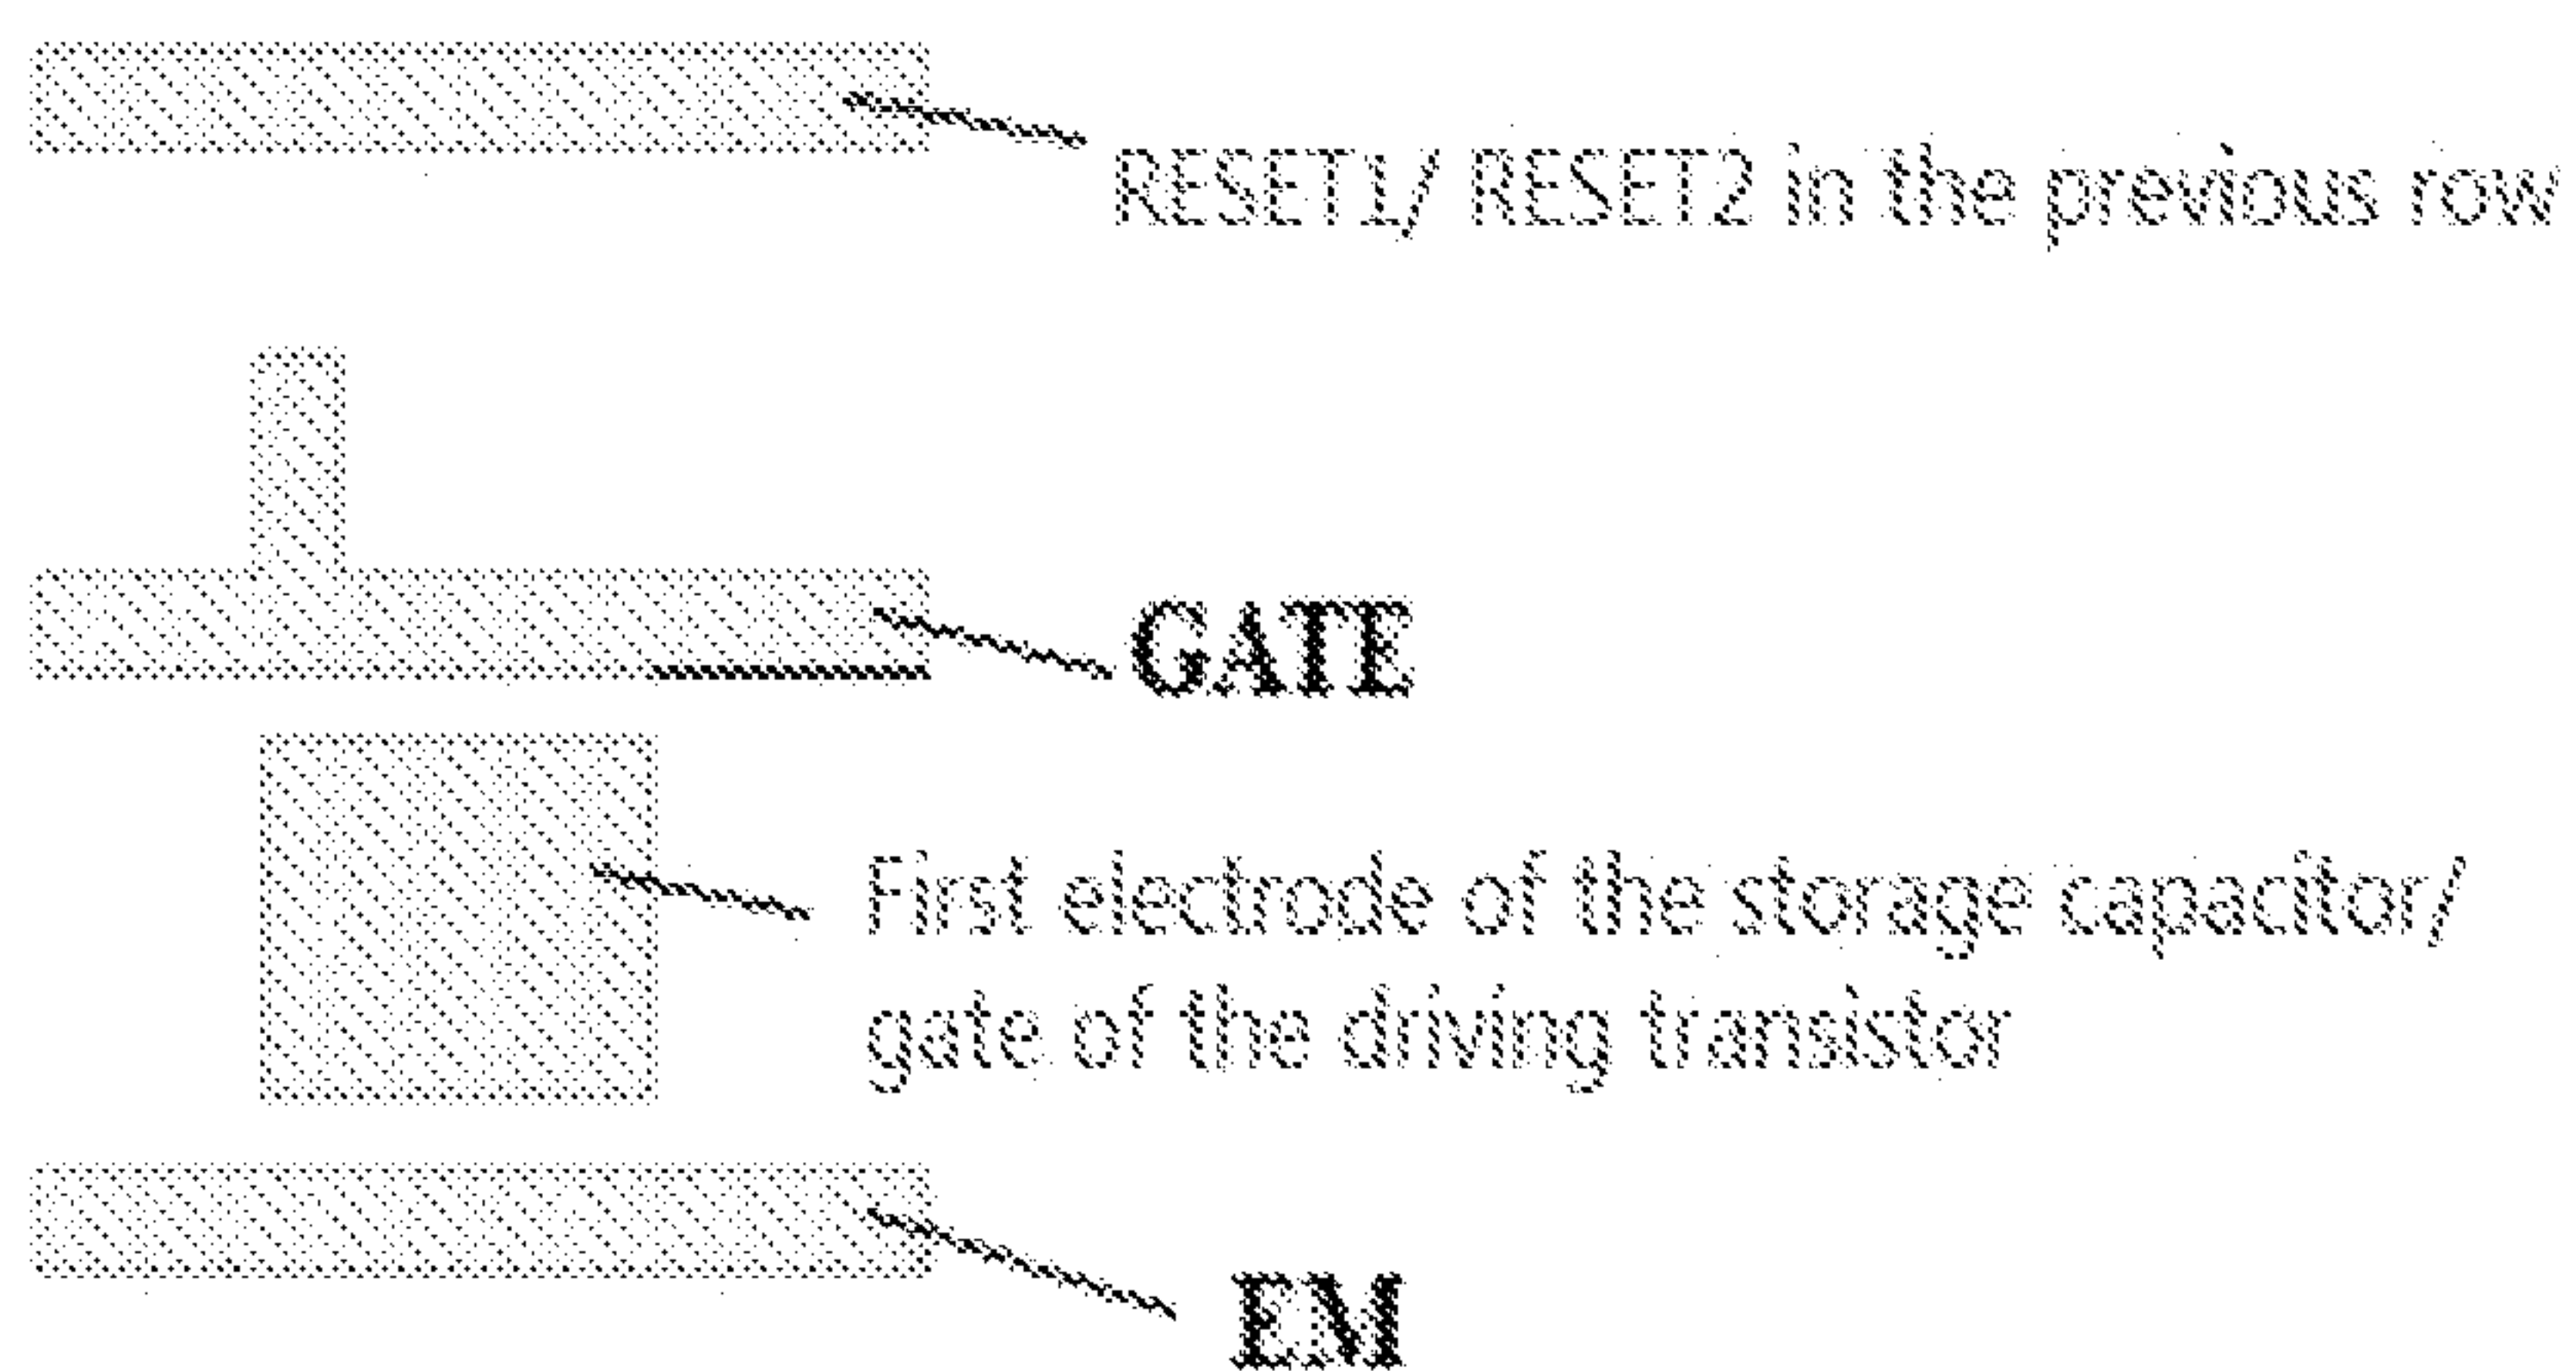 RESET1/ RESET2 in the previous row
GATE
First electrode of the storage capacitor/
gate of the driving transistor
EM